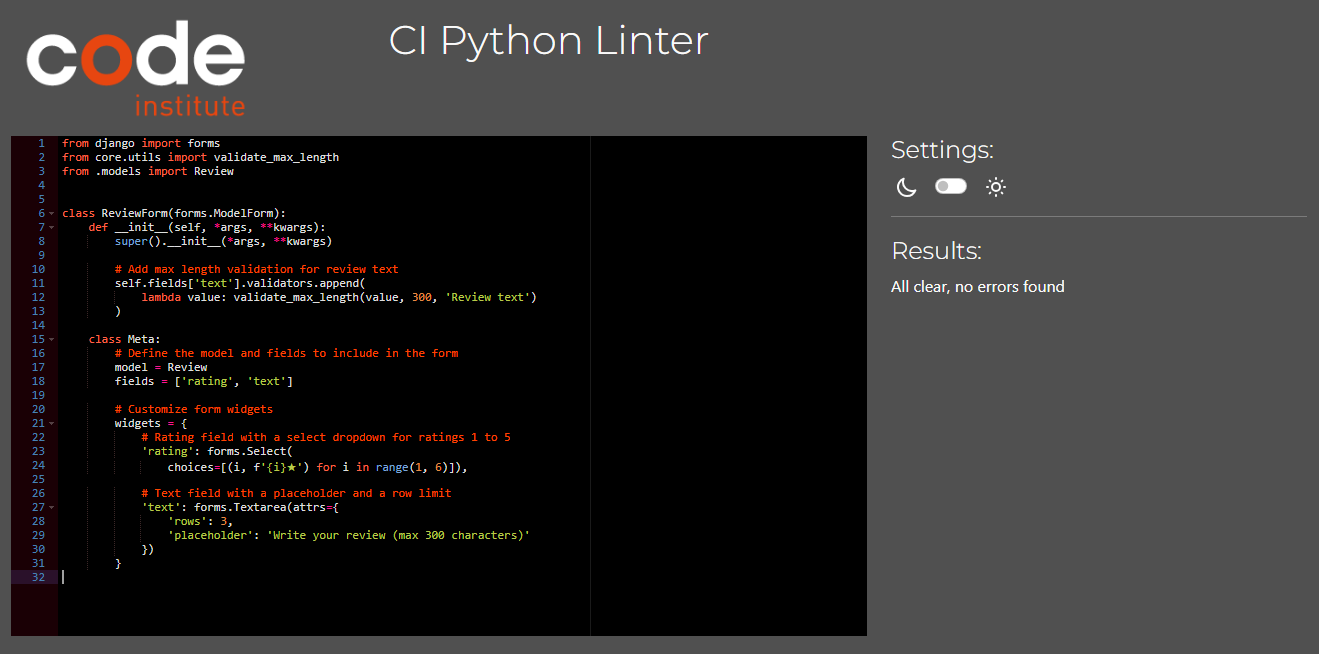 code
institute
CI Python Linter
1 from django import forms
2 from core.utils import validate_max_length
3 from .models import Review
4
5
6 class ReviewForm(forms.ModelForm):
7     def __init__(self, *args, **kwargs):
8         super().__init__(*args, **kwargs)
9
10         # Add max length validation for review text
11         self.fields['text'].validators.append(
12             lambda value: validate_max_length(value, 300, 'Review text')
13         )
14
15     class Meta:
16         # Define the model and fields to include in the form
17         model = Review
18         fields = ['rating', 'text']
19
20         # Customize form widgets
21         widgets = {
22             # Rating field with a select dropdown for ratings 1 to 5
23             'rating': forms.Select(
24                 choices=[(i, f'{i}★') for i in range(1, 6)]),
25
26             # Text field with a placeholder and a row limit
27             'text': forms.Textarea(attrs={
28                 'rows': 3,
29                 'placeholder': 'Write your review (max 300 characters)'
30             })
31         }
32
Settings:
Results:
All clear, no errors found